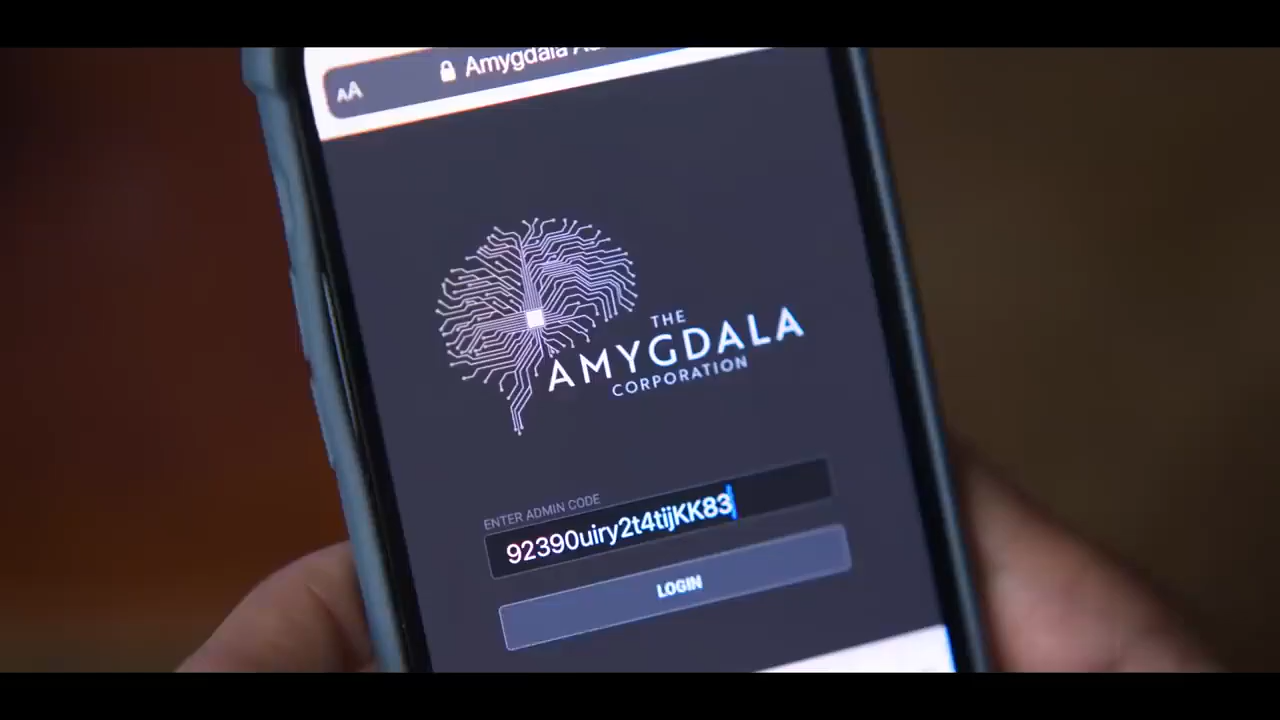 AA Amygdala
THE
AMYGDALA
CORPORATION
ENTER ADMIN CODE
92390uiry2t4tijKK83
LOGIN